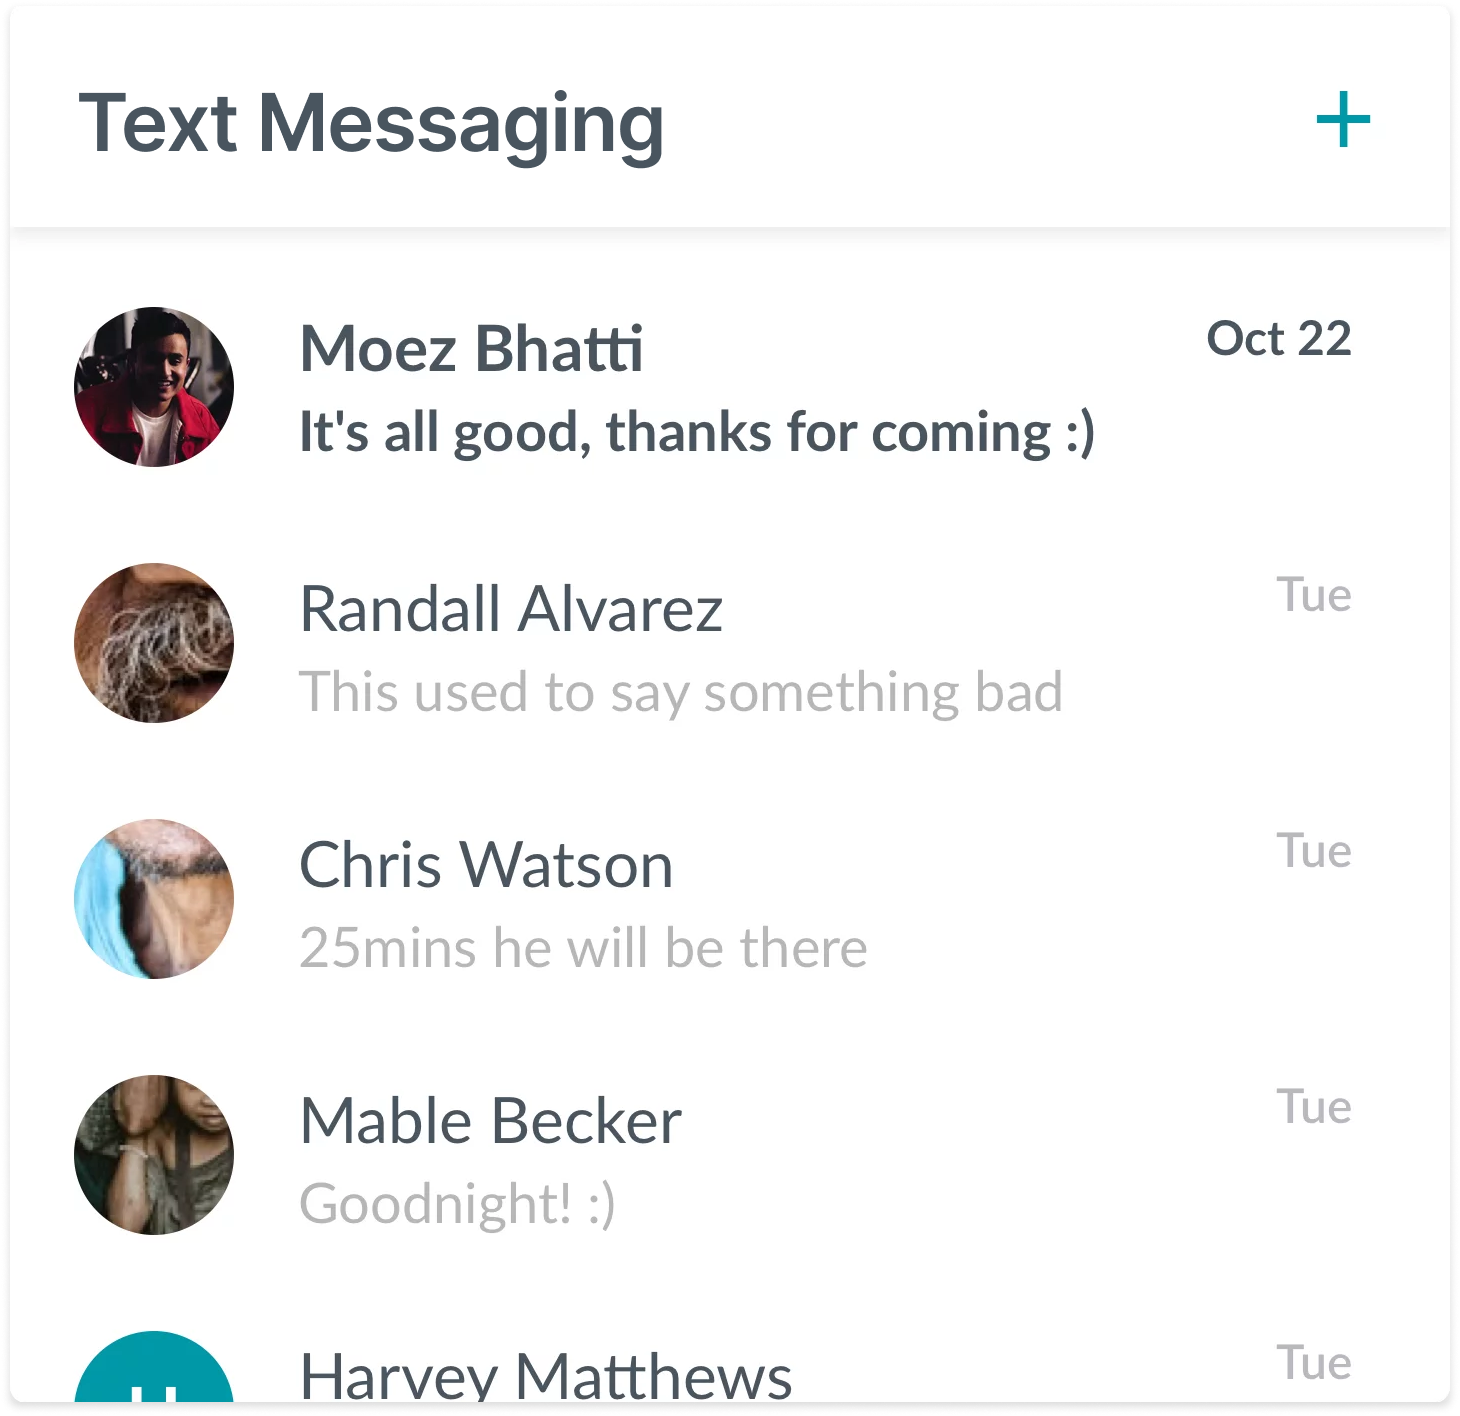 Text Messaging
Moez Bhatti
Oct 22
It's all good, thanks for coming :)
Randall Alvarez
Tue
This used to say something bad
Chris Watson
Tue
25mins he will be there
Mable Becker
Tue
Goodnight! :)
Harvey Matthews
Tue
H